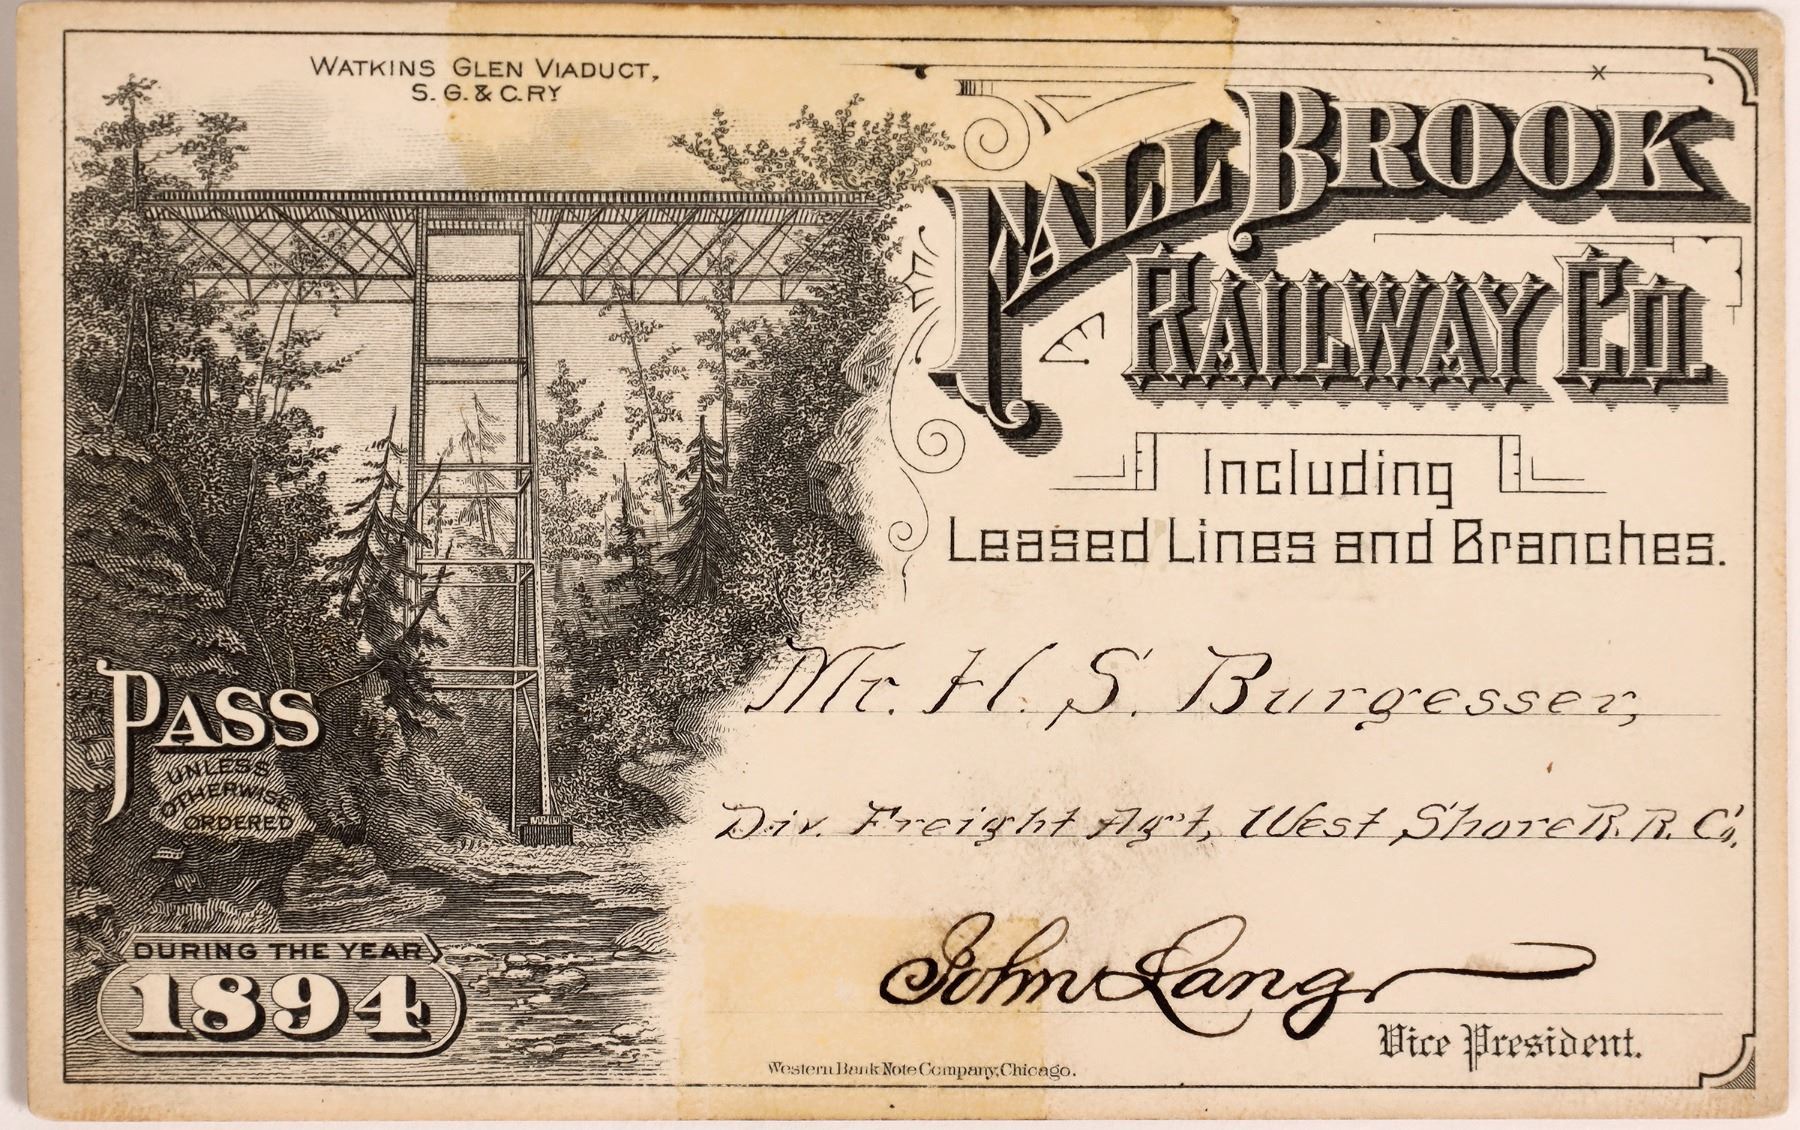 WATKINS GLEN VIADUCT,
S. G. & C. RY
FALL BROOK
RAILWAY CO.
Including
Leased Lines and Branches.
PASS
UNLESS
OTHERWISE
ORDERED
Mr. H. S. Burgesser,
Div. Freight Agt, West Shore R. R. Co.
DURING THE YEAR
1894
John Lang
Vice President.
Western Bank Note Company, Chicago.